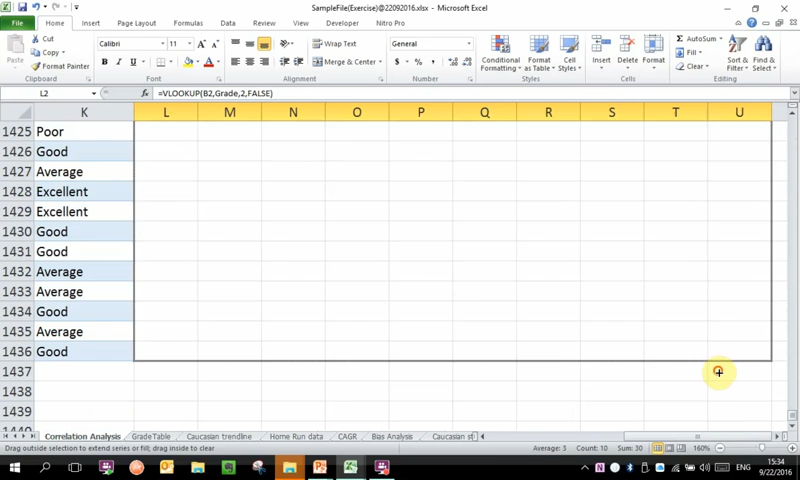 SampleFile(Exercise)@22092016.xlsx - Microsoft Excel
File Home Insert Page Layout Formulas Data Review View Developer Nitro Pro
Paste
Cut
Copy
Format Painter
Clipboard
Calibri 11
B I U
Font
Wrap Text
Merge & Center
Alignment
General
$ % ,
Number
Conditional Formatting
Format as Table
Cell Styles
Styles
Insert Delete Format
Cells
Σ AutoSum
Fill
Clear
Sort & Filter
Find & Select
Editing
L2 fx =VLOOKUP(B2,Grade,2,FALSE)
K L M N O P Q R S T U
1425 Poor
1426 Good
1427 Average
1428 Excellent
1429 Excellent
1430 Good
1431 Good
1432 Average
1433 Average
1434 Good
1435 Average
1436 Good
1437
1438
1439
1440
Correlation Analysis GradeTable Caucasian trendline Home Run data CAGR Bias Analysis Caucasian st
Drag outside selection to extend series or fill; drag inside to clear Average: 3 Count: 10 Sum: 30 160%
ENG
15:34
9/22/2016